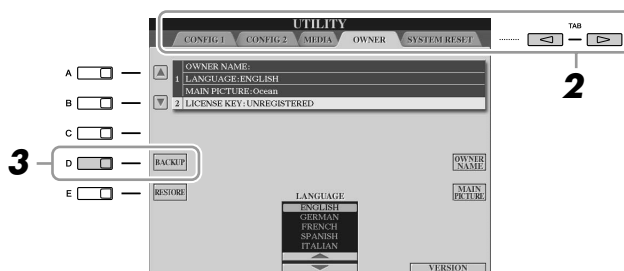 UTILITY
CONFIG 1 CONFIG 2 MEDIA OWNER SYSTEM RESET
TAB
2
OWNER NAME:
1 LANGUAGE:ENGLISH
MAIN PICTURE:Ocean
2 LICENSE KEY:UNREGISTERED
A
B
C
3 D BACKUP
E RESTORE
OWNER NAME
MAIN PICTURE
LANGUAGE
ENGLISH
GERMAN
FRENCH
SPANISH
ITALIAN
VERSION